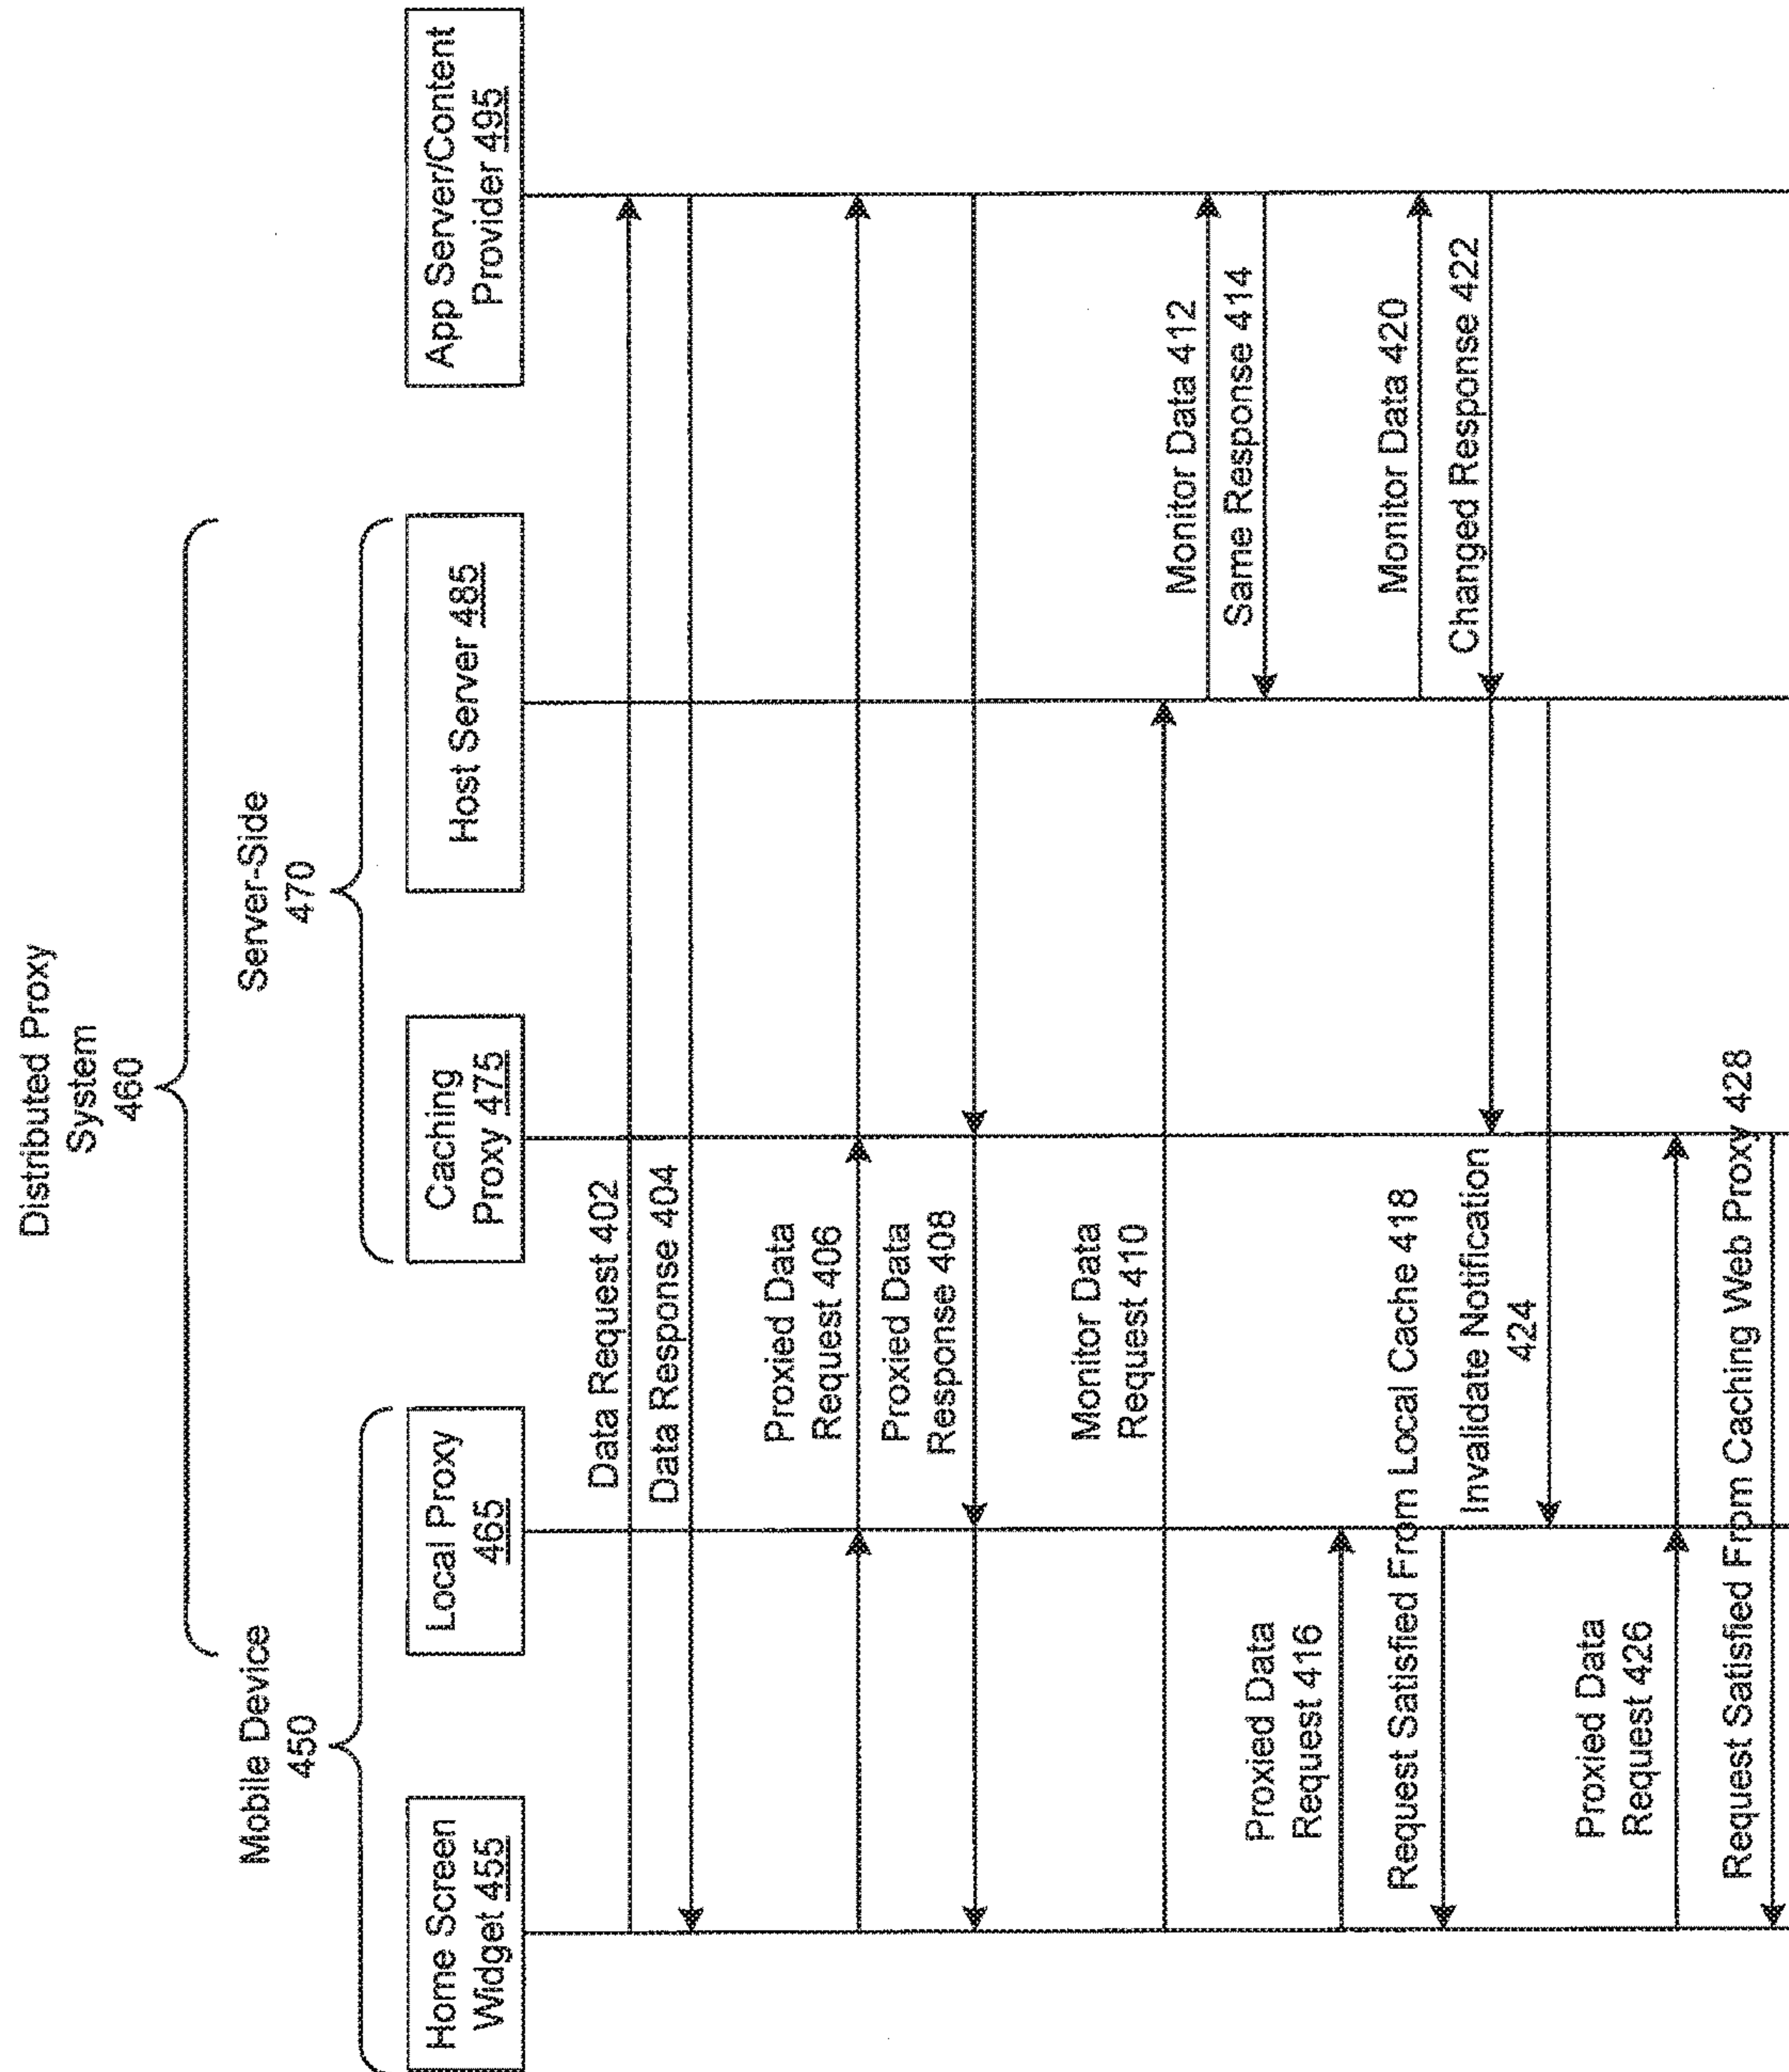 Distributed Proxy
System
460
Mobile Device
450
Server-Side
470
Home Screen
Widget 455
Local Proxy
465
Caching
Proxy 475
Host Server 485
App Server/Content
Provider 495
Data Request 402
Data Response 404
Proxied Data
Request 406
Proxied Data
Response 408
Monitor Data
Request 410
Monitor Data 412
Same Response 414
Proxied Data
Request 416
Request Satisfied From Local Cache 418
Monitor Data 420
Changed Response 422
Invalidate Notification
424
Proxied Data
Request 426
Request Satisfied From Caching Web Proxy 428